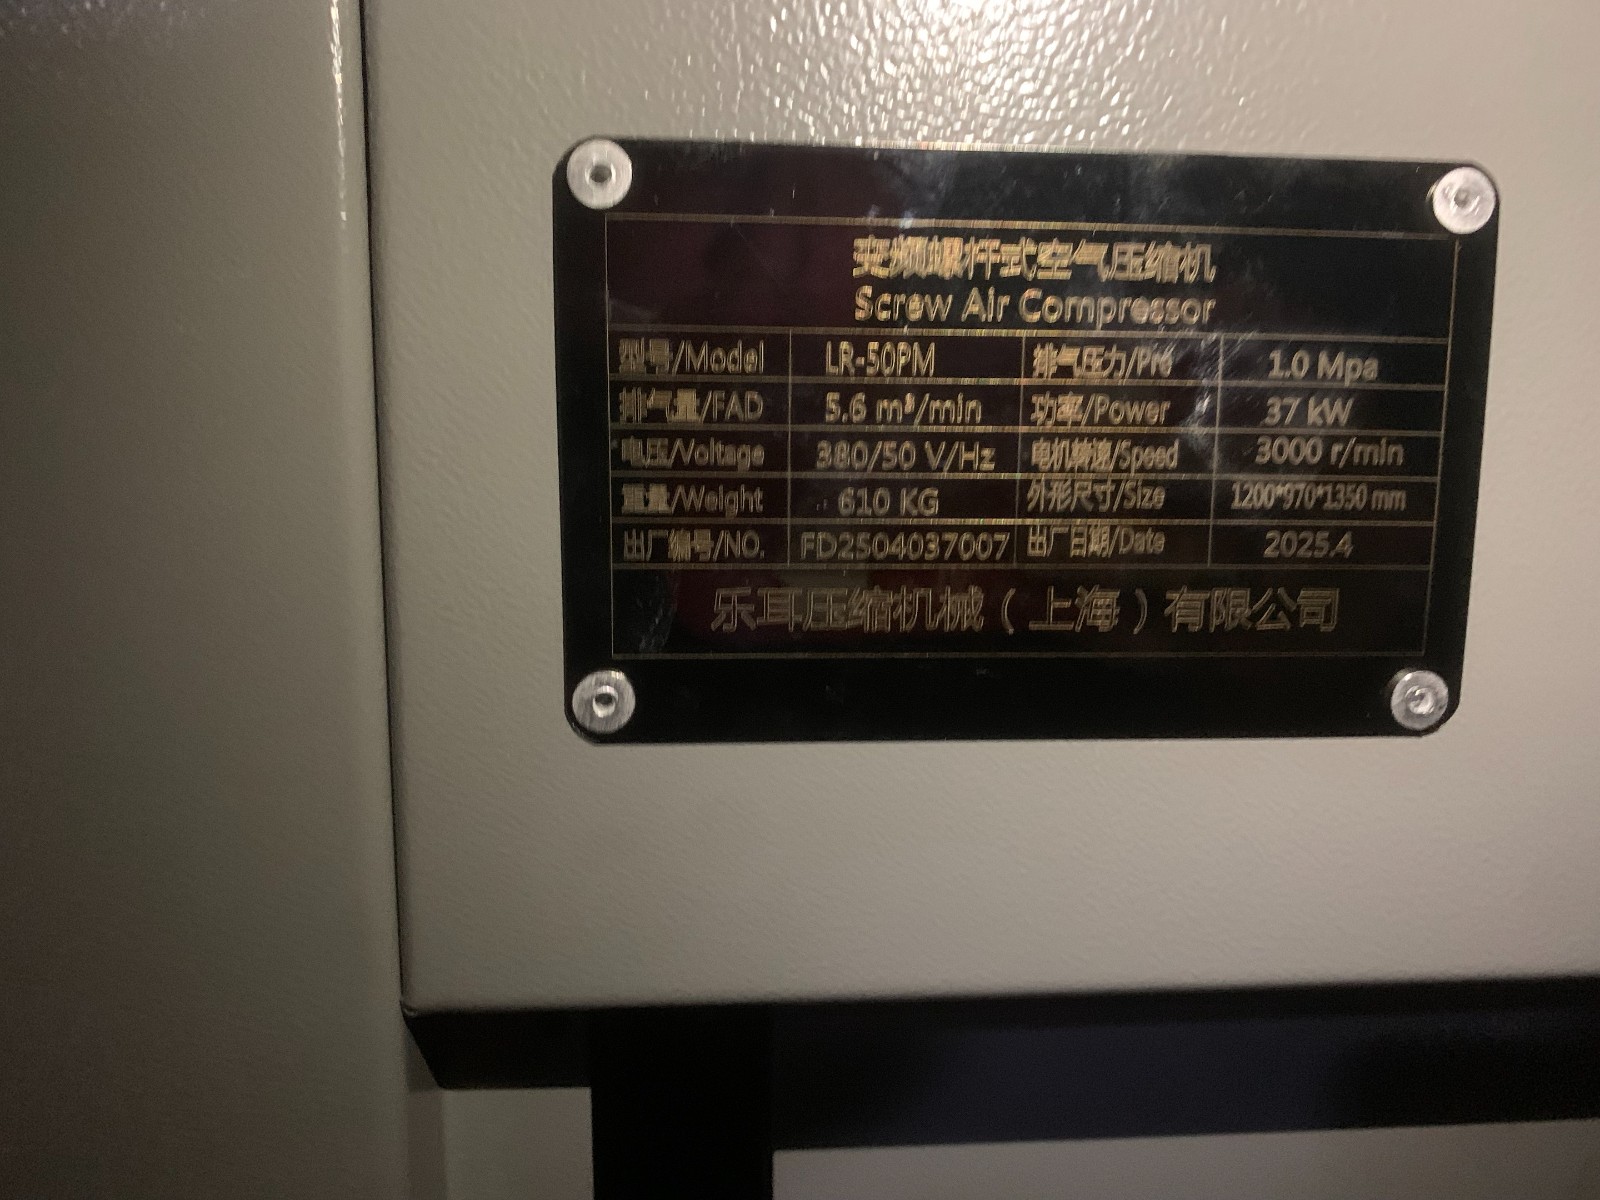 变频螺杆式空气压缩机
Screw Air Compressor
型号/Model LR-50PM 排气压力/Pre 1.0 Mpa
排气量/FAD 5.6 m³/min 功率/Power 37 kW
电压/Voltage 380/50 V/Hz 电机转速/Speed 3000 r/min
重量/Weight 610 KG 外形尺寸/Size 1200*970*1350 mm
出厂编号/NO. FD2504037007 出厂日期/Date 2025.4
乐耳压缩机械（上海）有限公司